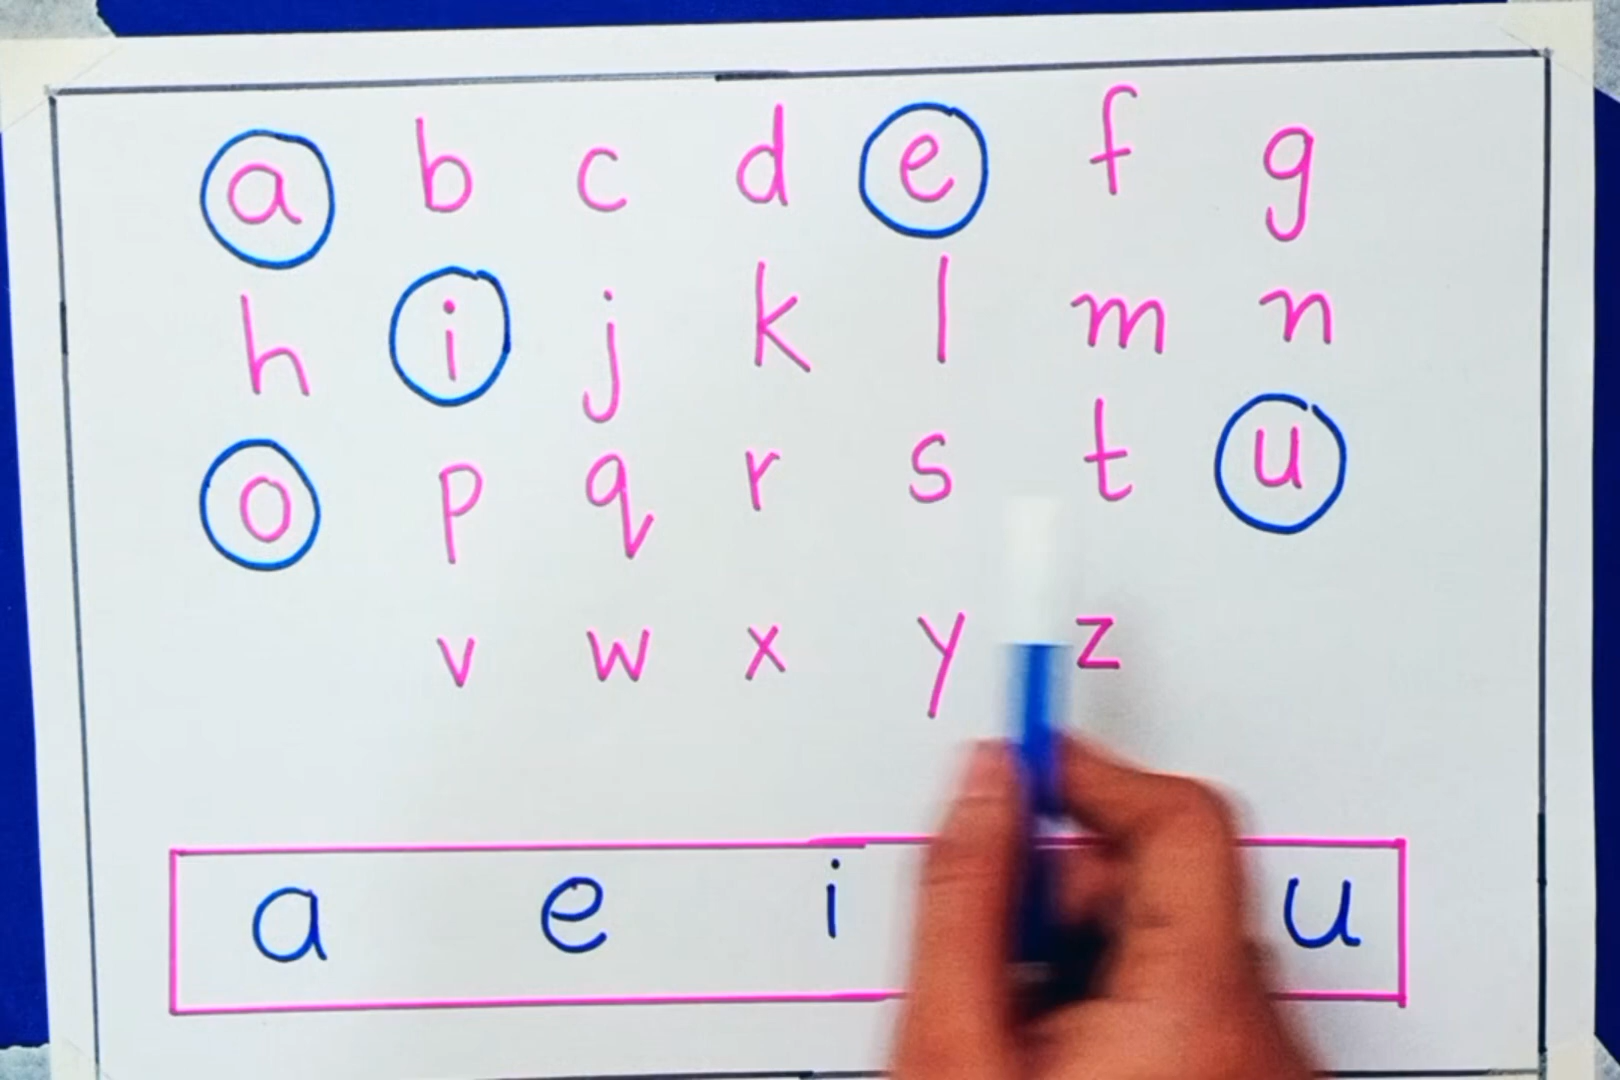 a b c d e f g
h i j k l m n
o p q r s t u
v w x y z
a e i u